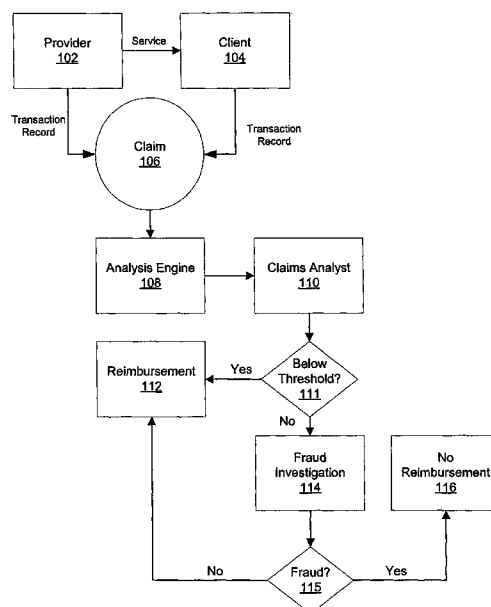 Provider
102
Service
Client
104
Transaction
Record
Transaction
Record
Claim
106
Analysis Engine
108
Claims Analyst
110
Reimbursement
112
Yes
Below
Threshold?
111
No
Fraud
Investigation
114
No
Reimbursement
116
No
Fraud?
115
Yes